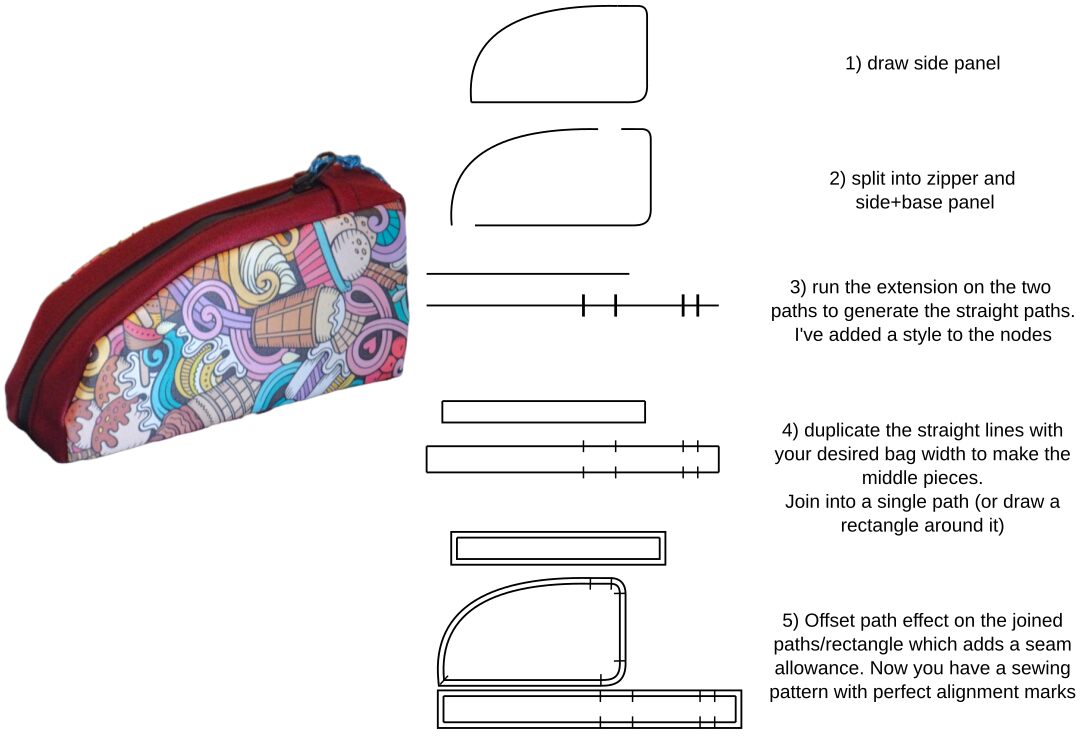 1) draw side panel
2) split into zipper and
side+base panel
3) run the extension on the two
paths to generate the straight paths.
I've added a style to the nodes
4) duplicate the straight lines with
your desired bag width to make the
middle pieces.
Join into a single path (or draw a
rectangle around it)
5) Offset path effect on the joined
paths/rectangle which adds a seam
allowance. Now you have a sewing
pattern with perfect alignment marks